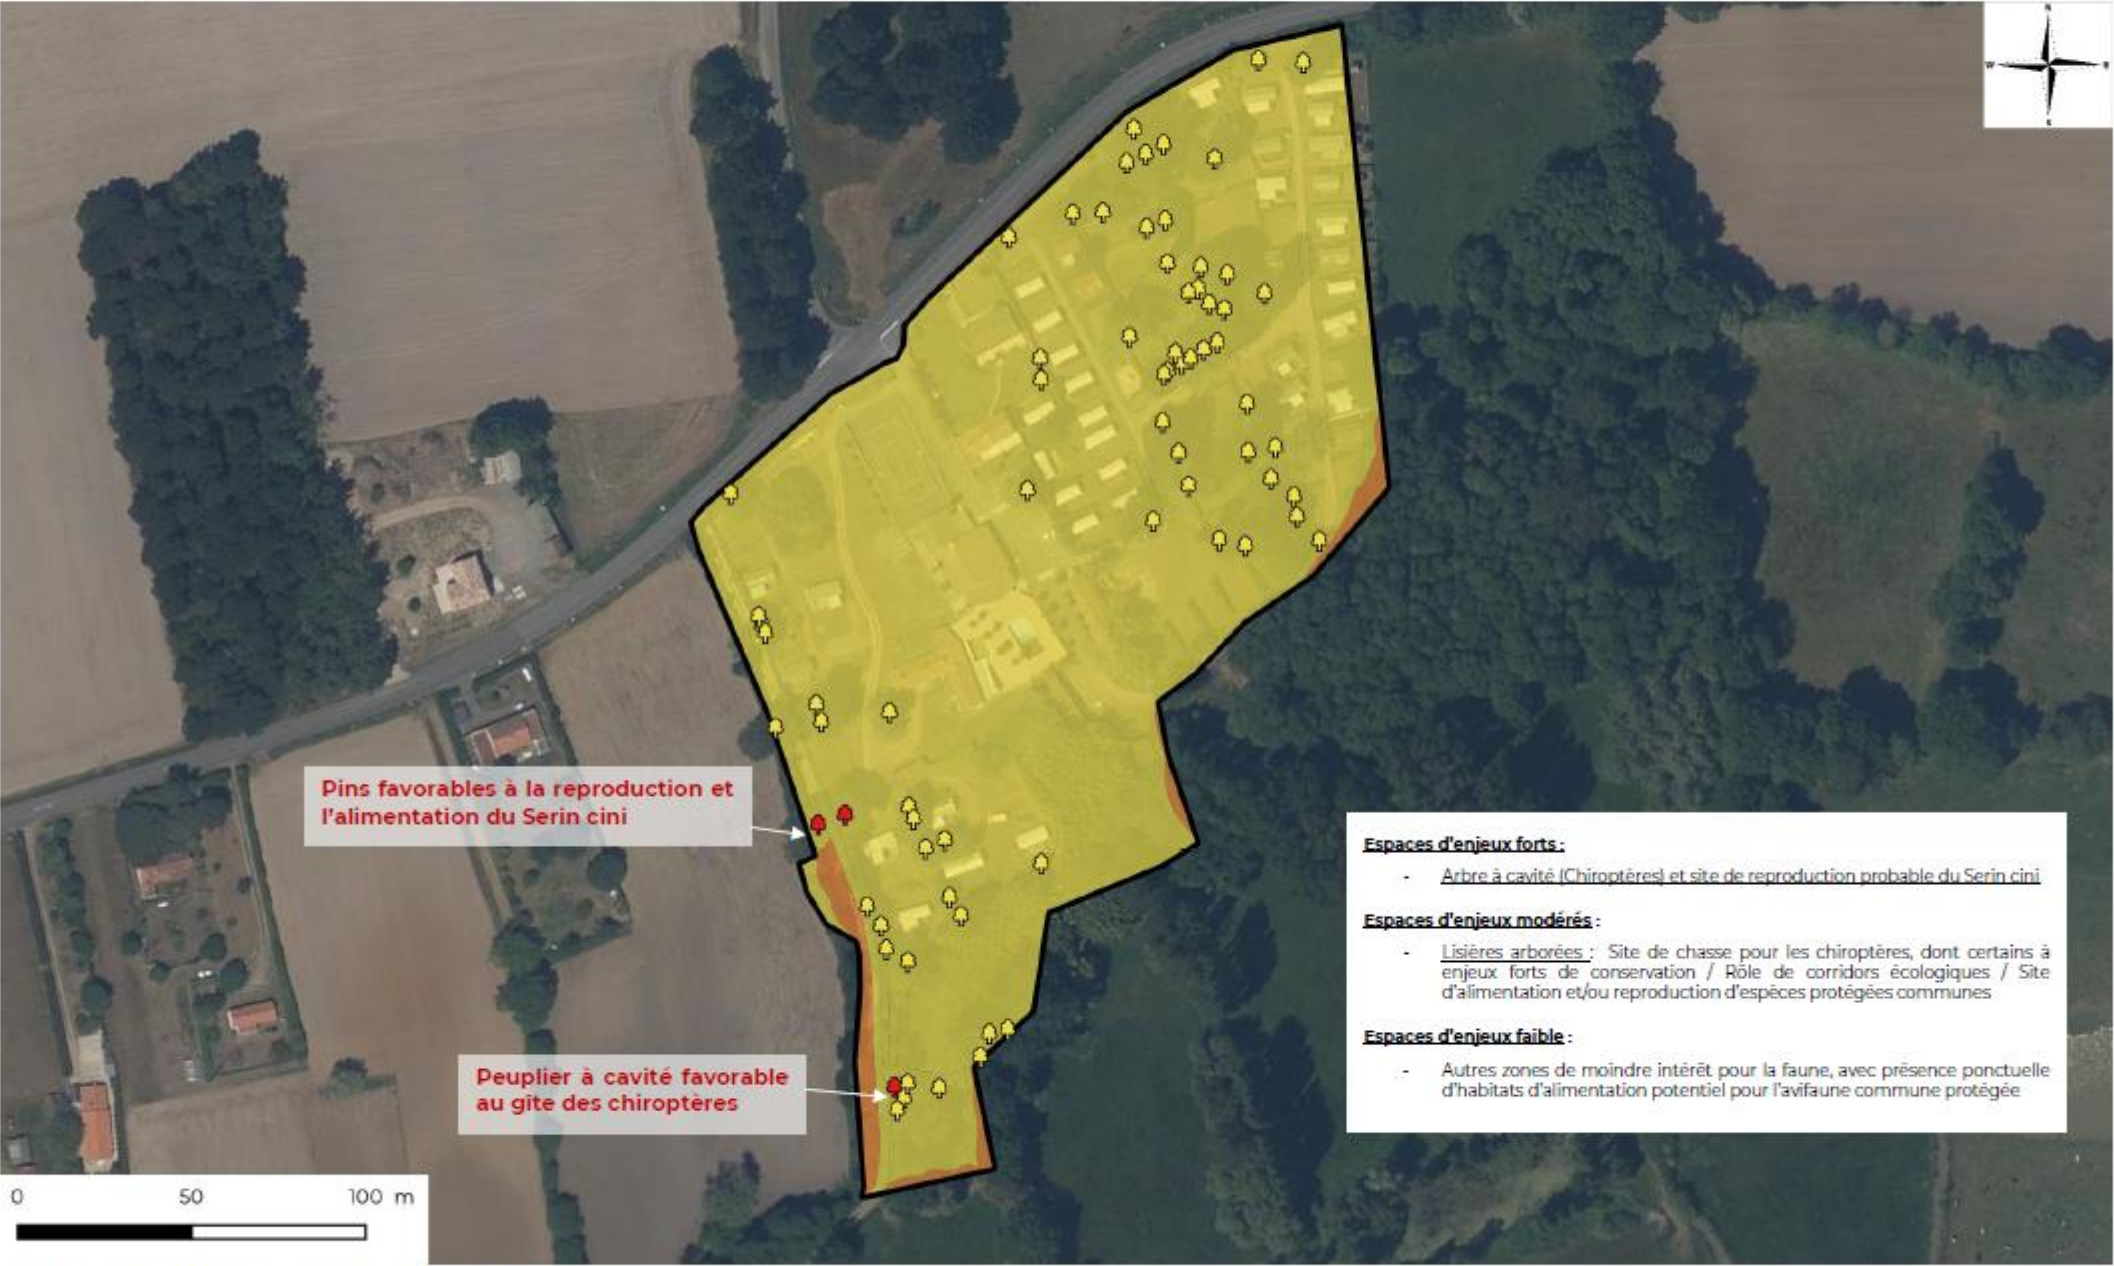 N
W
Pins favorables à la reproduction et
l'alimentation du Serin cini
Espaces d'enjeux forts :
- Arbre à cavité (Chiroptères) et site de reproduction probable du Serin cini
Espaces d'enjeux modérés :
- Lisières arborées : Site de chasse pour les chiroptères, dont certains à
enjeux forts de conservation / Rôle de corridors écologiques / Site
d'alimentation et/ou reproduction d'espèces protégées communes
Espaces d'enjeux faible :
- Autres zones de moindre intérêt pour la faune, avec présence ponctuelle
d'habitats d'alimentation potentiel pour l'avifaune commune protégée
Peuplier à cavité favorable
au gîte des chiroptères
0 50 100 m